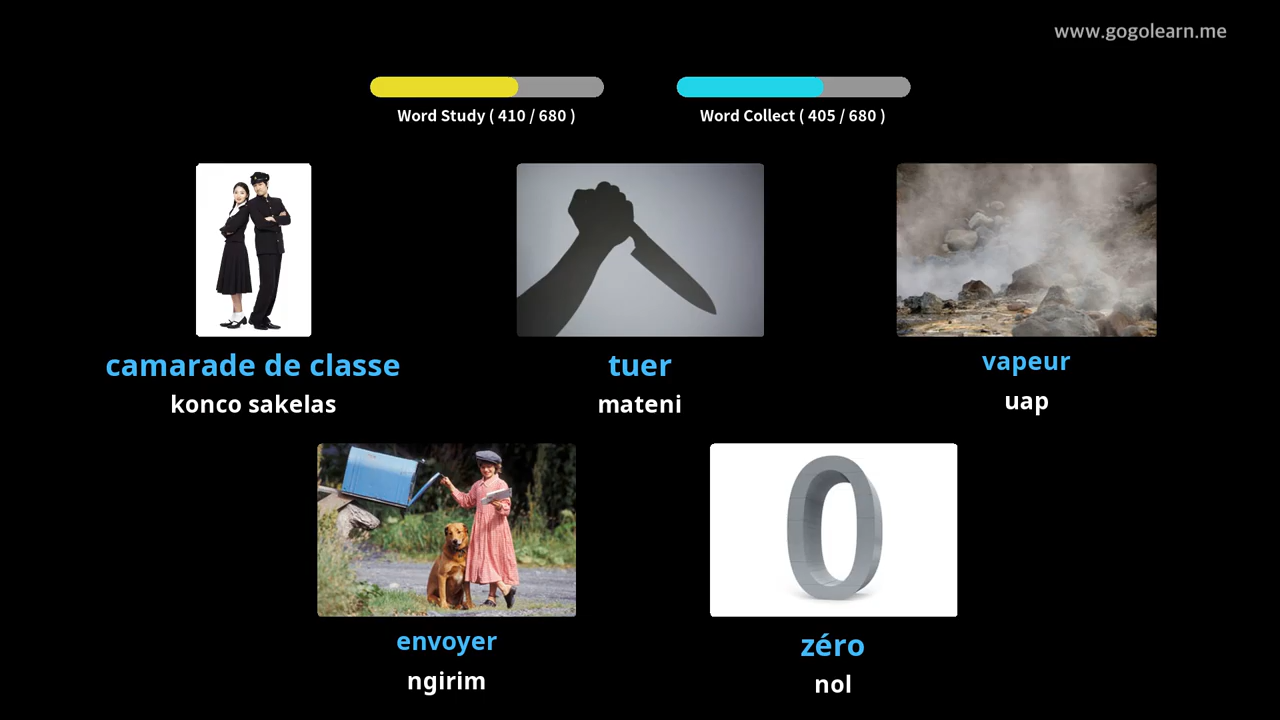 www.gogolearn.me
Word Study ( 410 / 680 )
Word Collect ( 405 / 680 )
camarade de classe
konco sakelas
tuer
mateni
vapeur
uap
envoyer
ngirim
zéro
nol